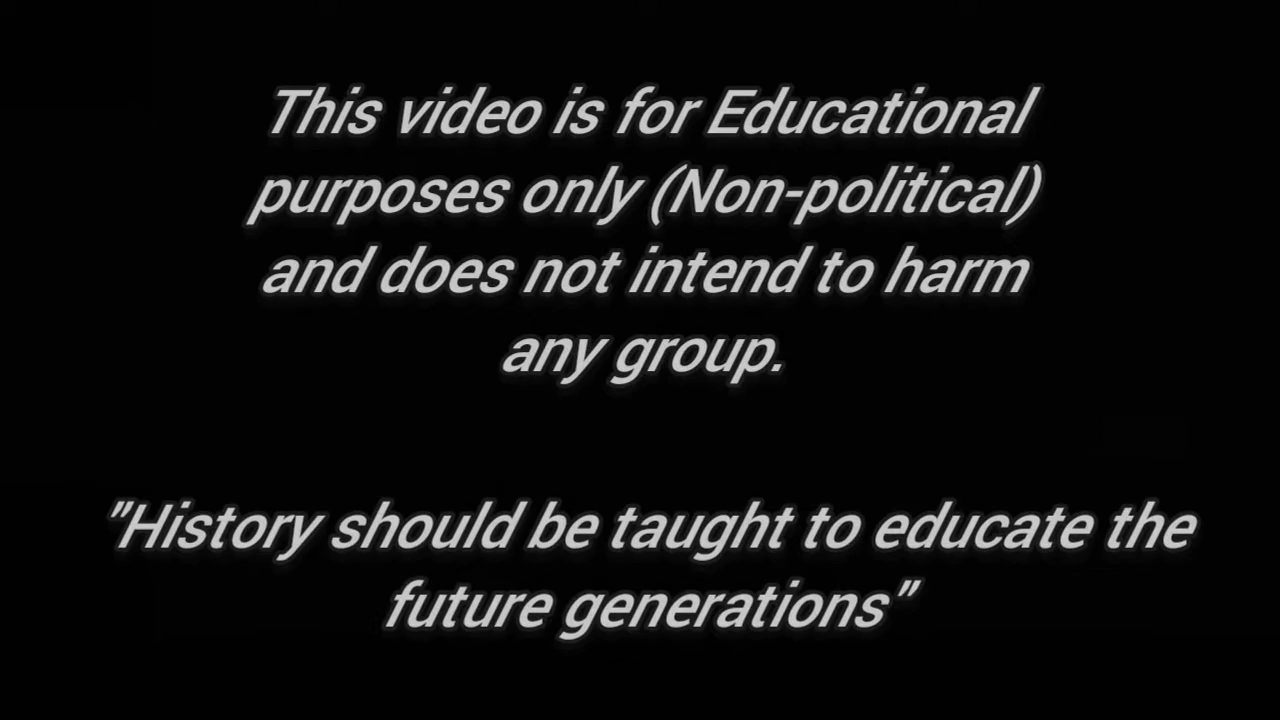 This video is for Educational
purposes only (Non-political)
and does not intend to harm
any group.
"History should be taught to educate the
future generations"